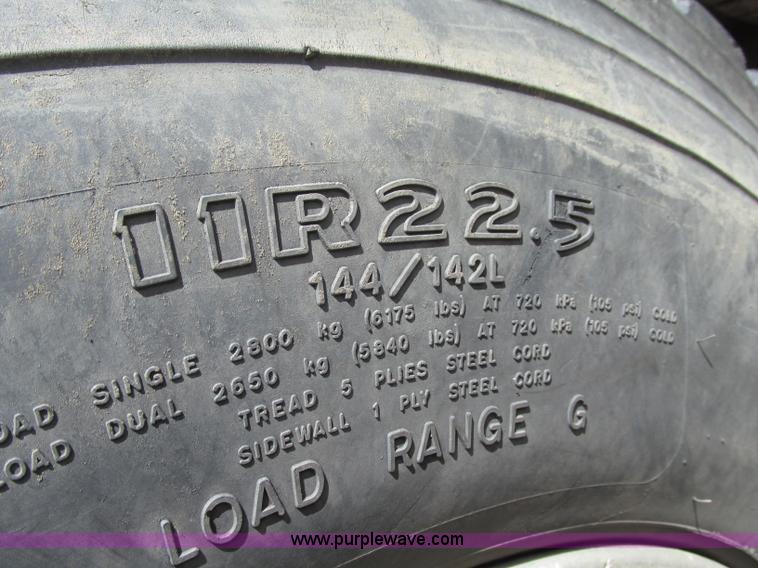 11R22.5
144/142L
OAD SINGLE 2800 kg (6175 lbs) AT 720 kPa (105 psi) COLD
LOAD DUAL 2650 kg (5840 lbs) AT 720 kPa (105 psi) COLD
TREAD 5 PLIES STEEL CORD
SIDEWALL 1 PLY STEEL CORD
LOAD RANGE G
www.purplewave.com